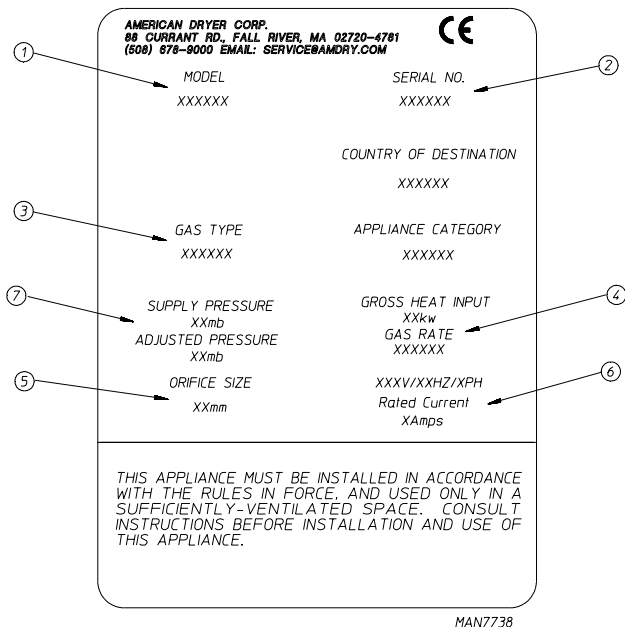 AMERICAN DRYER CORP.
88 CURRANT RD., FALL RIVER, MA 02720-4781
(508) 678-9000 EMAIL: SERVICE@AMDRY.COM
CE
1
MODEL
XXXXXX
SERIAL NO.
XXXXXX
2
COUNTRY OF DESTINATION
XXXXXX
3
GAS TYPE
XXXXXX
APPLIANCE CATEGORY
XXXXXX
7
SUPPLY PRESSURE
XXmb
ADJUSTED PRESSURE
XXmb
GROSS HEAT INPUT
XXkw
GAS RATE
XXXXXX
4
5
ORIFICE SIZE
XXmm
XXXV/XXHZ/XPH
Rated Current
XAmps
6
THIS APPLIANCE MUST BE INSTALLED IN ACCORDANCE
WITH THE RULES IN FORCE, AND USED ONLY IN A
SUFFICIENTLY-VENTILATED SPACE. CONSULT
INSTRUCTIONS BEFORE INSTALLATION AND USE OF
THIS APPLIANCE.
MAN7738